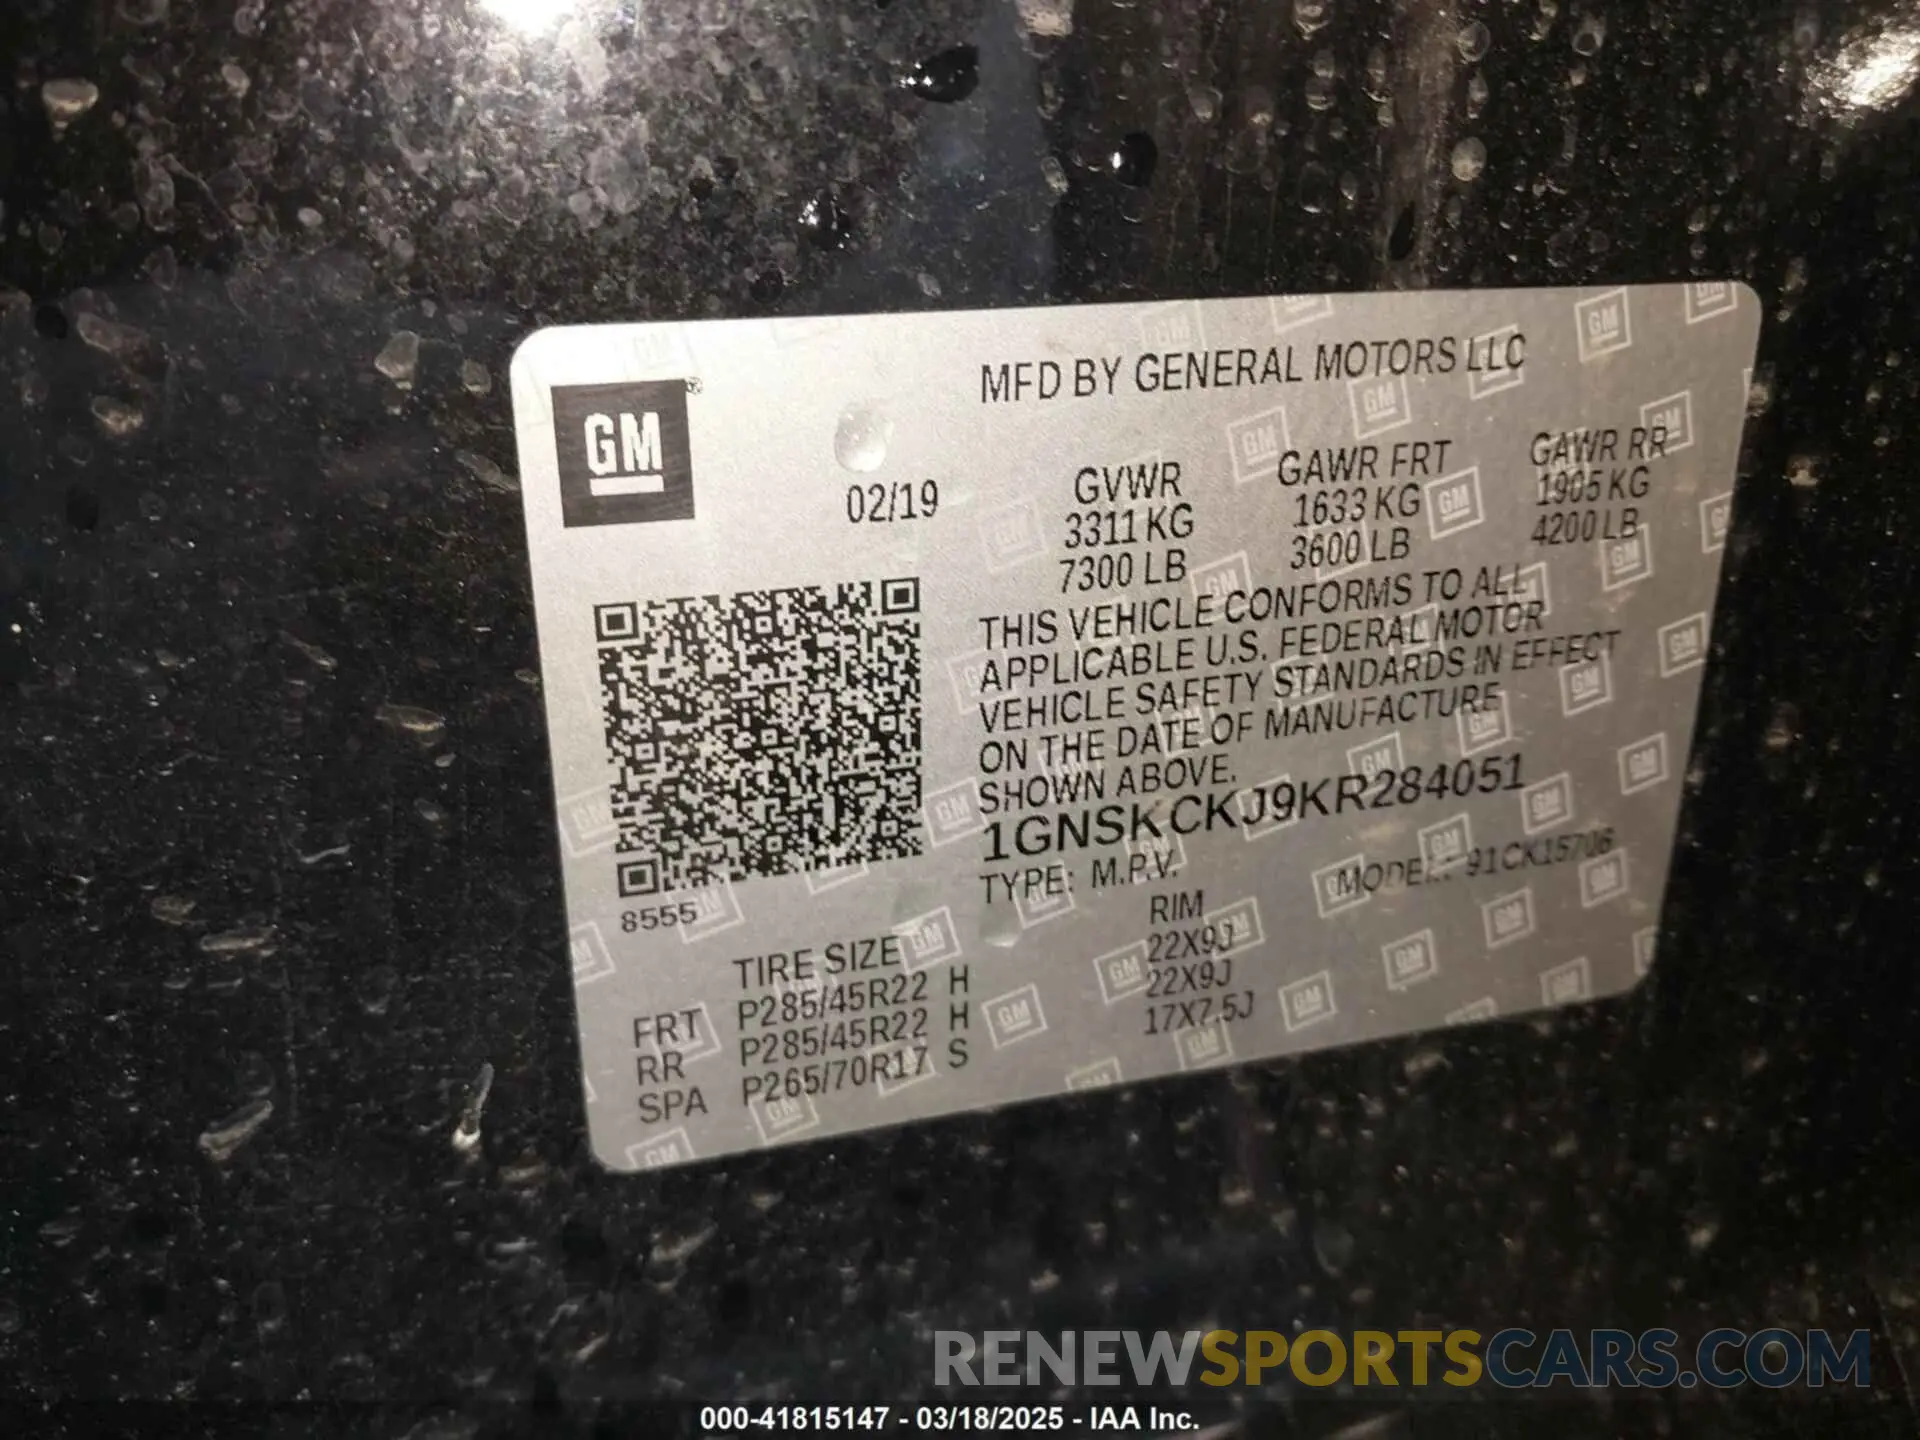 MFD BY GENERAL MOTORS LLC
GM®
02/19
GVWR GAWR FRT GAWR RR
3311 KG 1633 KG 1905 KG
7300 LB 3600 LB 4200 LB
THIS VEHICLE CONFORMS TO ALL
APPLICABLE U.S. FEDERAL MOTOR
VEHICLE SAFETY STANDARDS IN EFFECT
ON THE DATE OF MANUFACTURE
SHOWN ABOVE.
1GNSKCKJ9KR284051
TYPE: M.P.V. MODEL: 91CK15706
8555
TIRE SIZE RIM
FRT P285/45R22 H 22X9J
RR P285/45R22 H 22X9J
SPA P265/70R17 S 17X7.5J
RENEWSPORTSCARS.COM
000-41815147 - 03/18/2025 - IAA Inc.